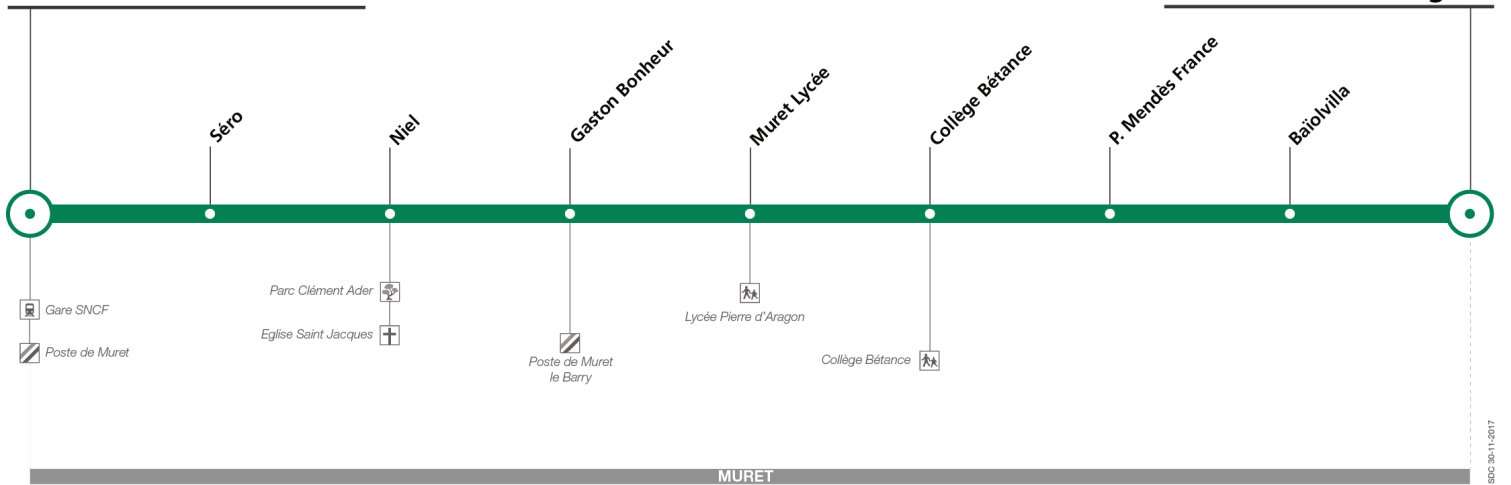 Séro
Niel
Gaston Bonheur
Muret Lycée
Collège Bétance
P. Mendès France
Baïolvilla
Gare SNCF
Poste de Muret
Parc Clément Ader
Eglise Saint Jacques
Poste de Muret
le Barry
Lycée Pierre d'Aragon
Collège Bétance
MURET
SDC 30-11-2017